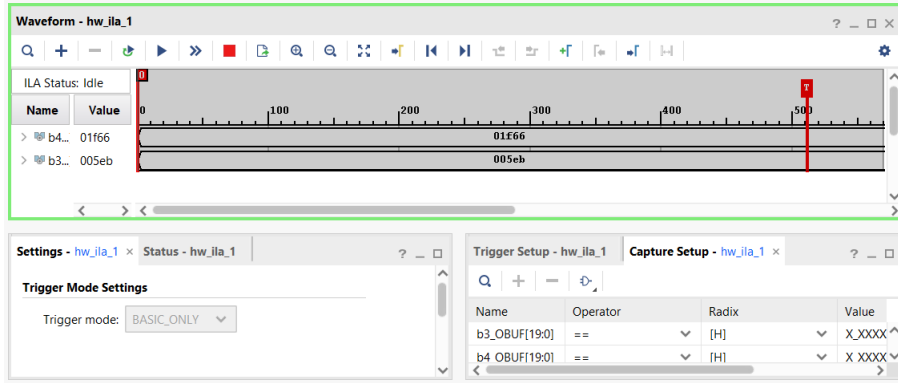 Waveform - hw_ila_1
ILA Status: Idle
0
Name Value
0 100 200 300 400 500
T
b4... 01f66 01f66
b3... 005eb 005eb
Settings - hw_ila_1 × Status - hw_ila_1
Trigger Mode Settings
Trigger mode: BASIC_ONLY
Trigger Setup - hw_ila_1 Capture Setup - hw_ila_1 ×
Name Operator Radix Value
b3_OBUF[19:0] == [H] X_XXXX
b4_OBUF[19:0] == [H] X_XXXX